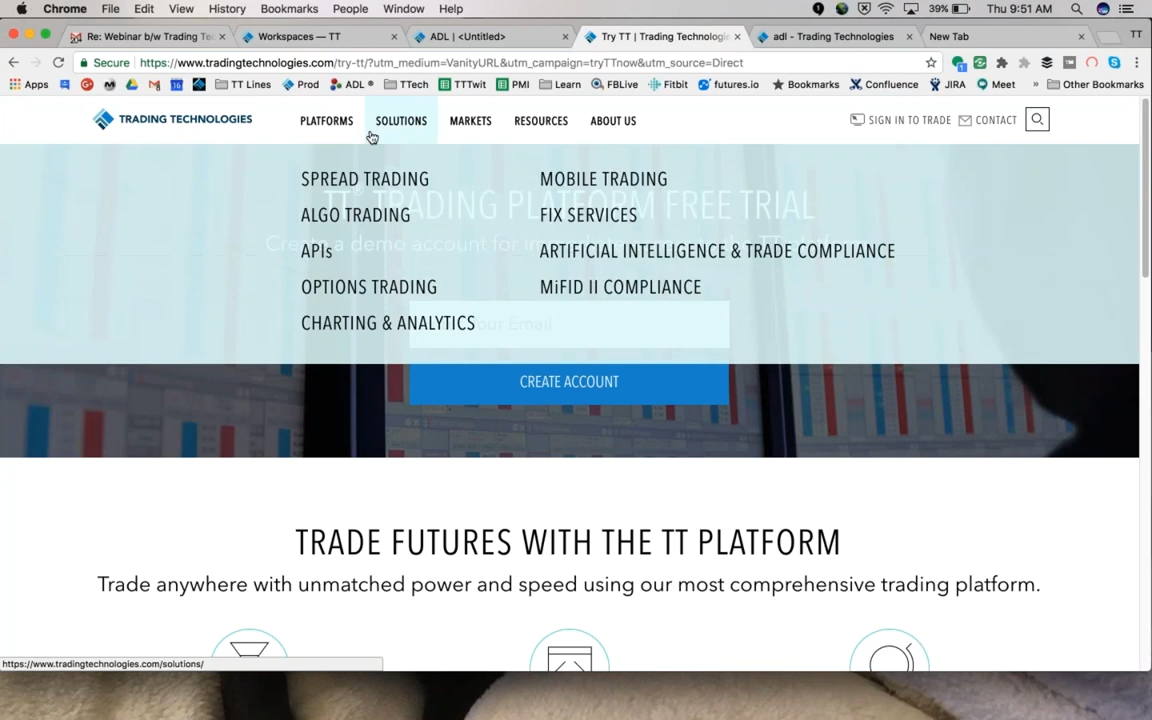 Chrome File Edit View History Bookmarks People Window Help
39% Thu 9:51 AM
Re: Webinar b/w Trading Te
Workspaces — TT
ADL | <Untitled>
Try TT | Trading Technologie
adl - Trading Technologies
New Tab
TT
Secure https://www.tradingtechnologies.com/try-tt/?utm_medium=VanityURL&utm_campaign=tryTTnow&utm_source=Direct
Apps TT Lines Prod ADL ® TTech TTTwit PMI Learn FBLive Fitbit futures.io Bookmarks Confluence JIRA Meet » Other Bookmarks
TRADING TECHNOLOGIES
PLATFORMS SOLUTIONS MARKETS RESOURCES ABOUT US
SIGN IN TO TRADE CONTACT
SPREAD TRADING
ALGO TRADING
APIs
OPTIONS TRADING
CHARTING & ANALYTICS
MOBILE TRADING
FIX SERVICES
ARTIFICIAL INTELLIGENCE & TRADE COMPLIANCE
MiFID II COMPLIANCE
TT® TRADING PLATFORM FREE TRIAL
Create a demo account for
your Email
CREATE ACCOUNT
TRADE FUTURES WITH THE TT PLATFORM
Trade anywhere with unmatched power and speed using our most comprehensive trading platform.
https://www.tradingtechnologies.com/solutions/